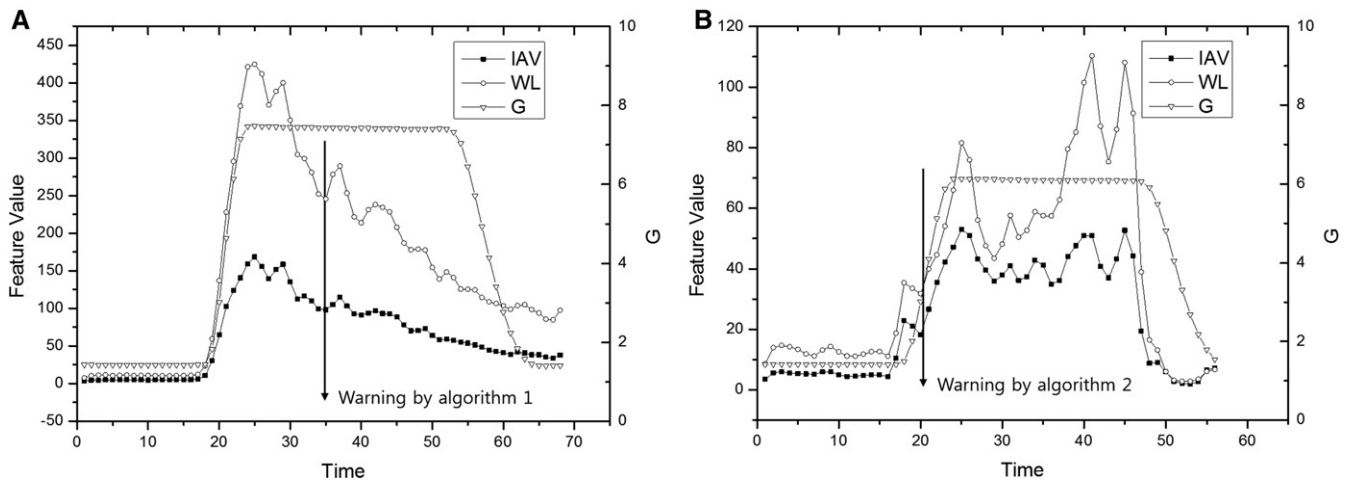 A
450
400
350
300
250
200
150
100
50
0
-50
Feature Value
10
8
6
4
2
0
G
IAV
WL
G
Warning by algorithm 1
0 10 20 30 40 50 60 70
Time
B
120
100
80
60
40
20
0
Feature Value
10
8
6
4
2
0
G
IAV
WL
G
Warning by algorithm 2
0 10 20 30 40 50 60
Time